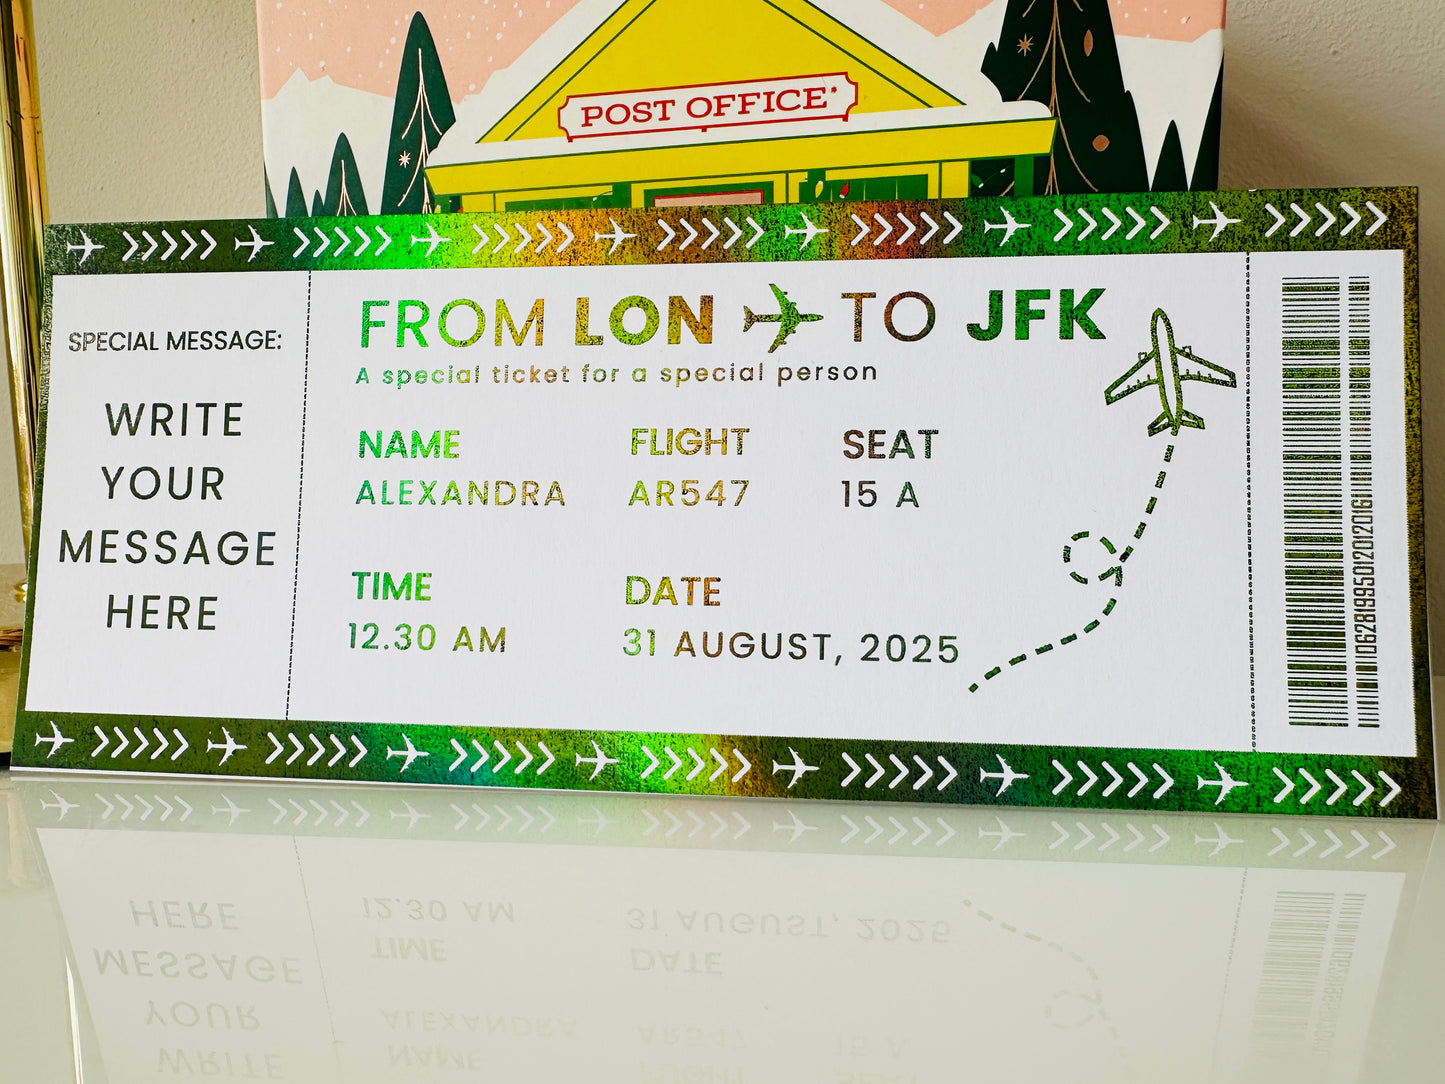 POST OFFICE*
SPECIAL MESSAGE:
WRITE
YOUR
MESSAGE
HERE
FROM LON TO JFK
A special ticket for a special person
NAME FLIGHT SEAT
ALEXANDRA AR547 15 A
TIME DATE
12.30 AM 31 AUGUST, 2025
06281995012012016